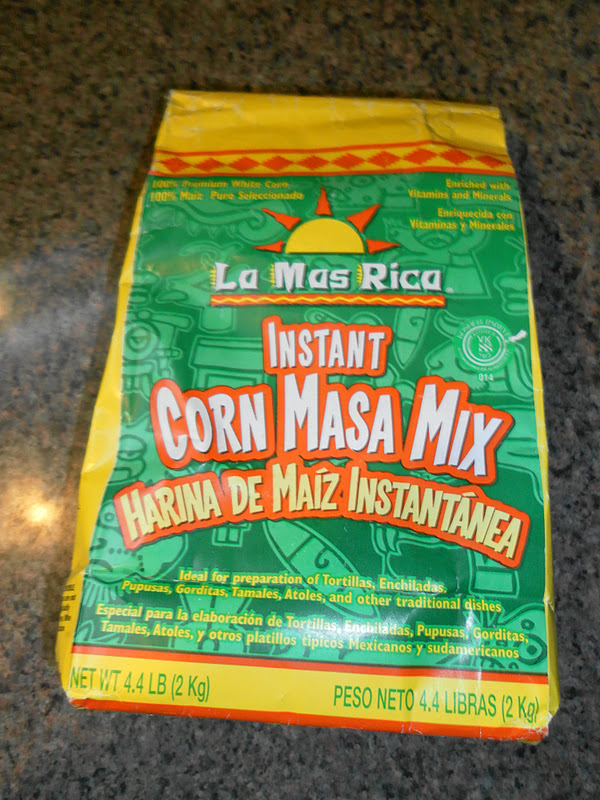 100% Premium White Corn
100% Maíz Puro Seleccionado
Enriched with
Vitamins and Minerals
Enriquecida con
Vitaminas y Minerales
La Mas Rica
INSTANT
CORN MASA MIX
HARINA DE MAÍZ INSTANTÁNEA
VK
014
Ideal for preparation of Tortillas, Enchiladas,
Pupusas, Gorditas, Tamales, Atoles, and other traditional dishes
Especial para la elaboración de Tortillas, Enchiladas, Pupusas, Gorditas,
Tamales, Atoles, y otros platillos típicos Mexicanos y sudamericanos
NET WT 4.4 LB (2 Kg)
PESO NETO 4.4 LIBRAS (2 Kg)